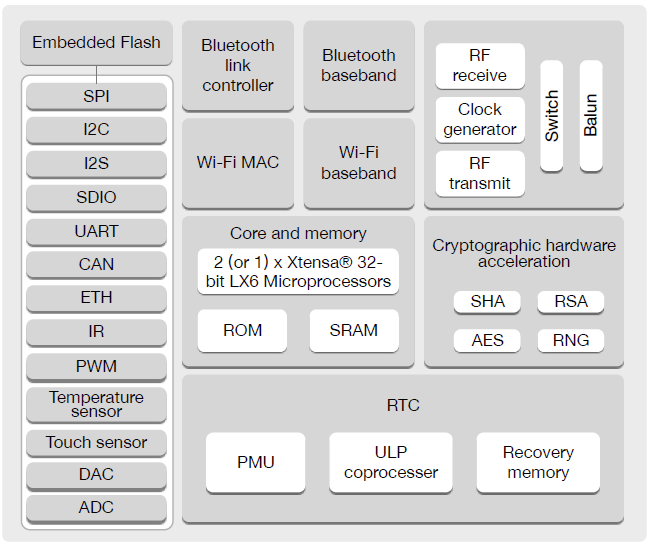 Embedded Flash
SPI
I2C
I2S
SDIO
UART
CAN
ETH
IR
PWM
Temperature
sensor
Touch sensor
DAC
ADC
Bluetooth
link
controller
Bluetooth
baseband
Wi-Fi MAC
Wi-Fi
baseband
RF
receive
Clock
generator
RF
transmit
Switch
Balun
Core and memory
2 (or 1) x Xtensa® 32-
bit LX6 Microprocessors
ROM
SRAM
Cryptographic hardware
acceleration
SHA
RSA
AES
RNG
RTC
PMU
ULP
coprocesser
Recovery
memory